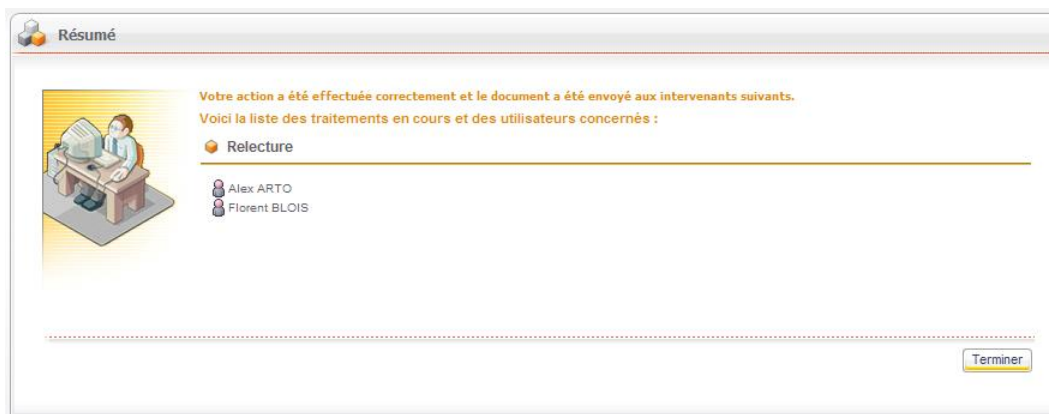 Résumé
Votre action a été effectuée correctement et le document a été envoyé aux intervenants suivants.
Voici la liste des traitements en cours et des utilisateurs concernés :
Relecture
Alex ARTO
Florent BLOIS
Terminer